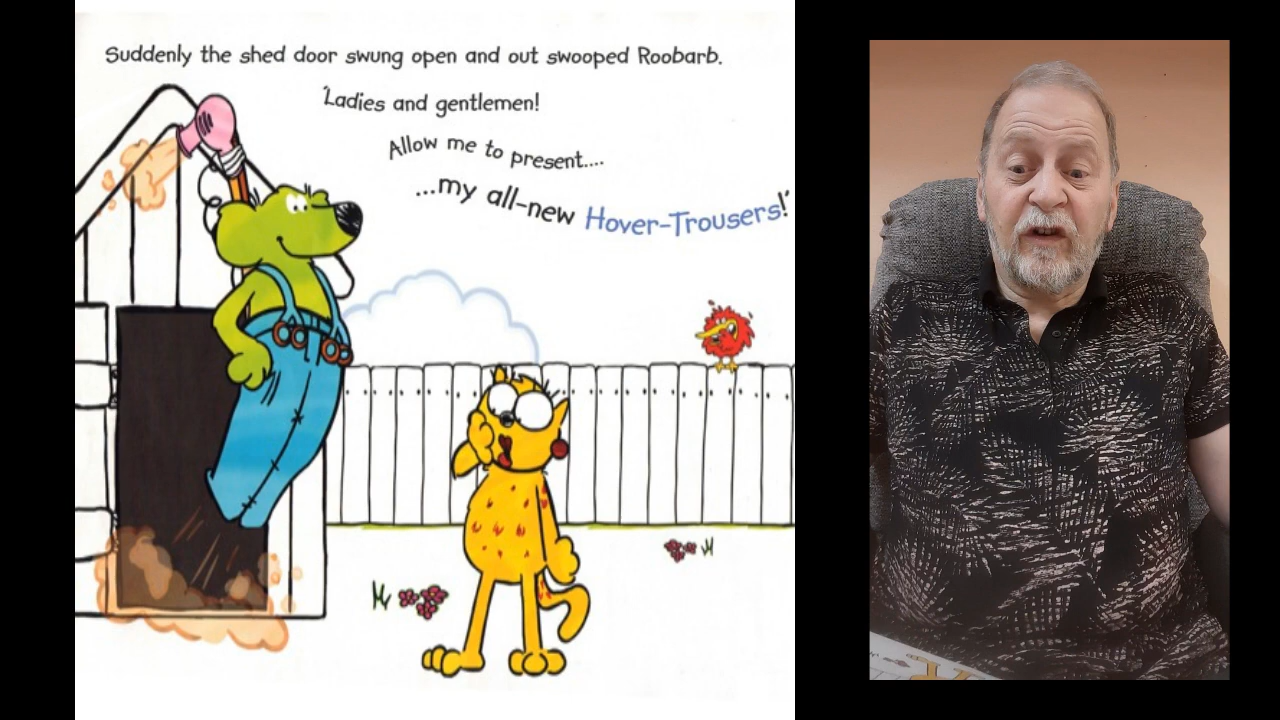 Suddenly the shed door swung open and out swooped Roobarb.
'Ladies and gentlemen!
Allow me to present....
...my all-new Hover-Trousers!'